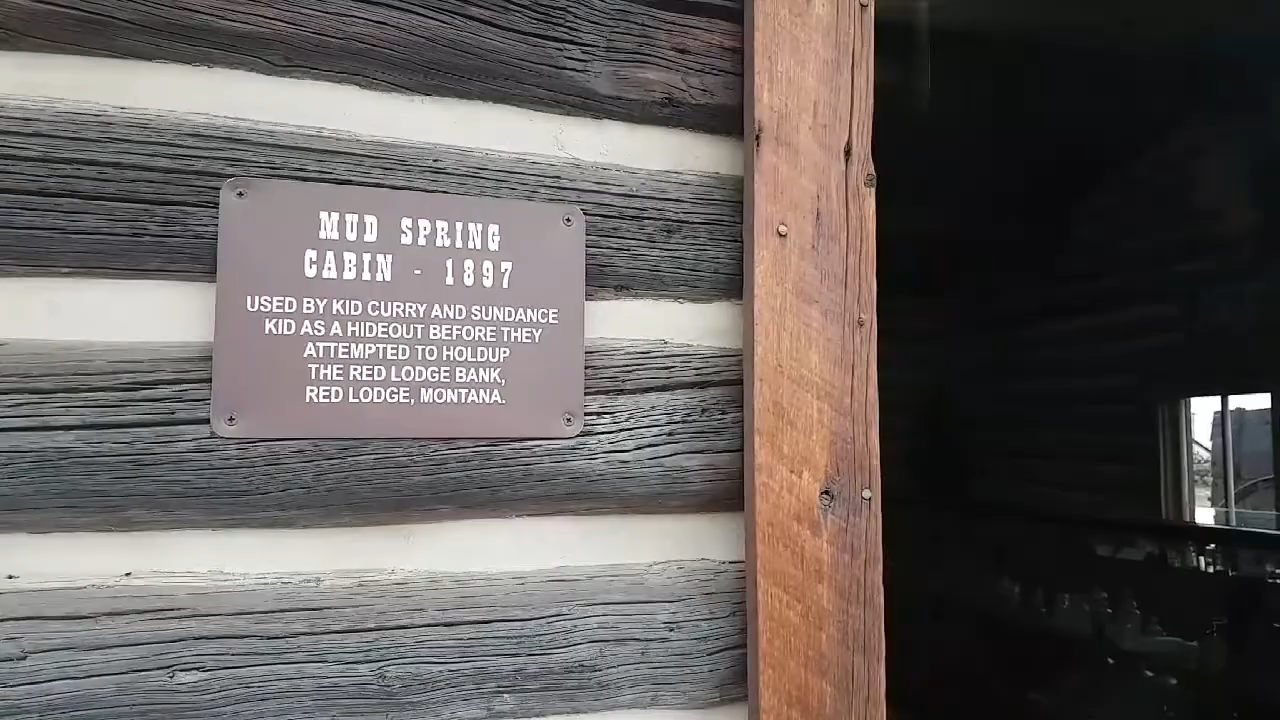 MUD SPRING
CABIN - 1897
USED BY KID CURRY AND SUNDANCE
KID AS A HIDEOUT BEFORE THEY
ATTEMPTED TO HOLDUP
THE RED LODGE BANK,
RED LODGE, MONTANA.